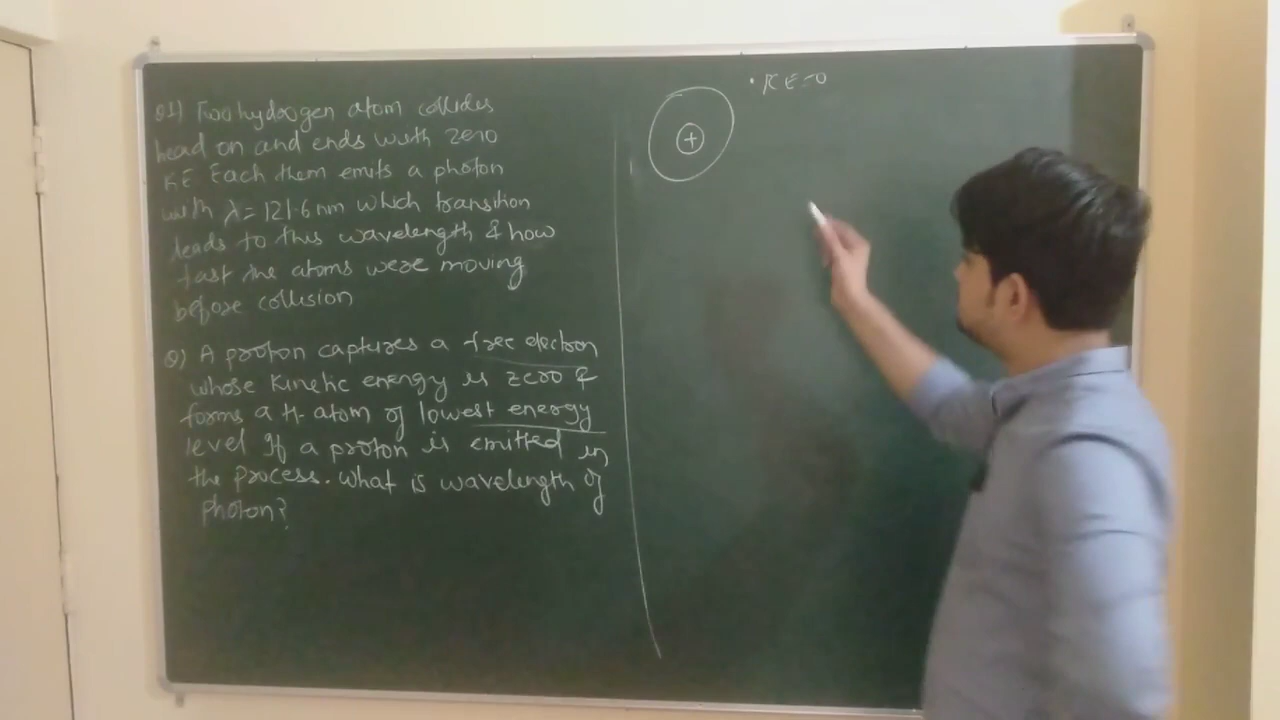 Q1) Two hydrogen atom collides
head on and ends with zero
KE Each them emits a photon
with λ = 121.6 nm which transition
leads to this wavelength & how
fast the atoms were moving
before collision
Q) A proton captures a free electron
whose kinetic energy is zero &
forms a H-atom of lowest energy
level If a proton is emitted in
the process. What is wavelength of
photon?
• KE=0
+